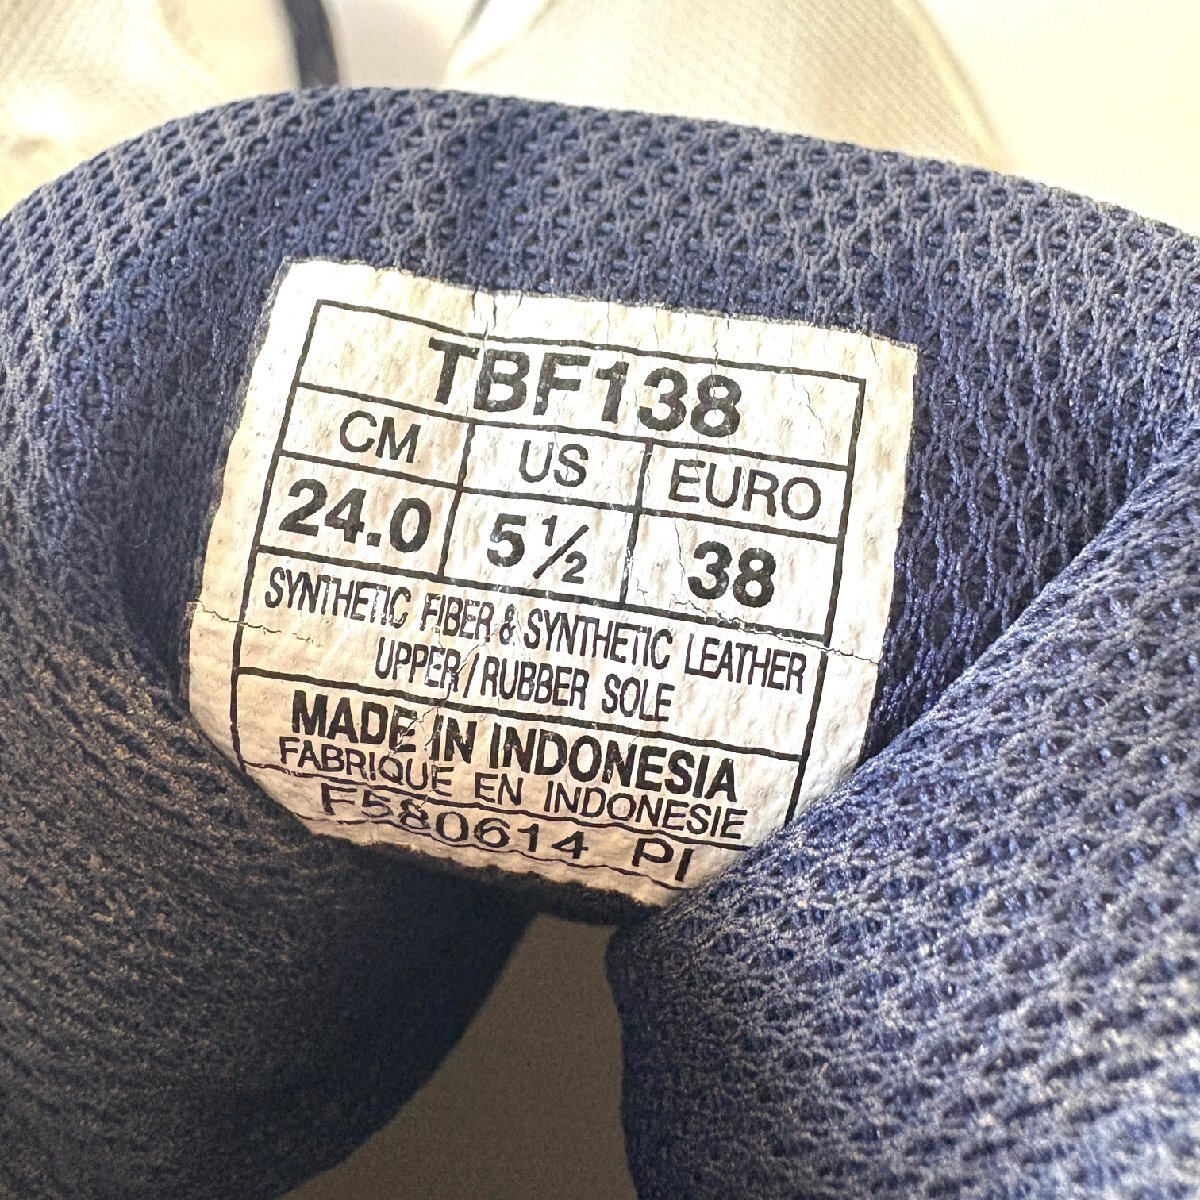 TBF138
CM US EURO
24.0 5½ 38
SYNTHETIC FIBER & SYNTHETIC LEATHER
UPPER/RUBBER SOLE
MADE IN INDONESIA
FABRIQUE EN INDONESIE
F580614 PI